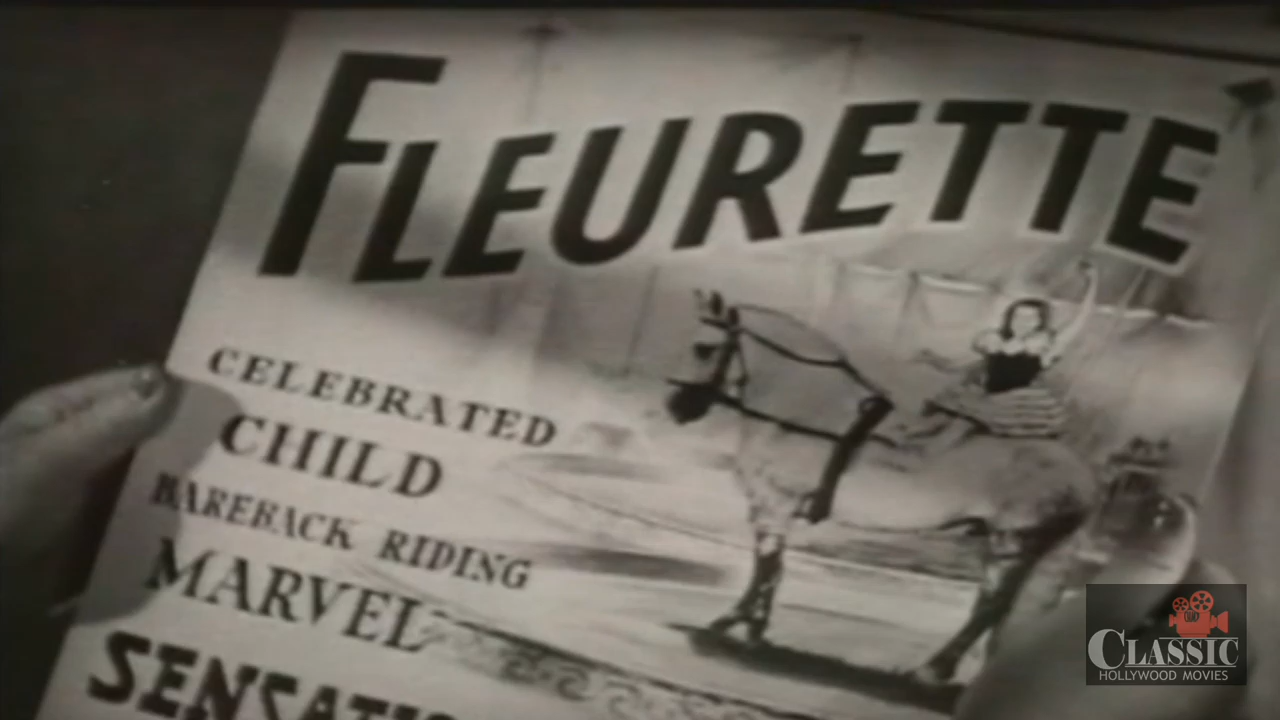 FLEURETTE
CELEBRATED
CHILD
BAREBACK RIDING
MARVEL
CLASSIC
HOLLYWOOD MOVIES